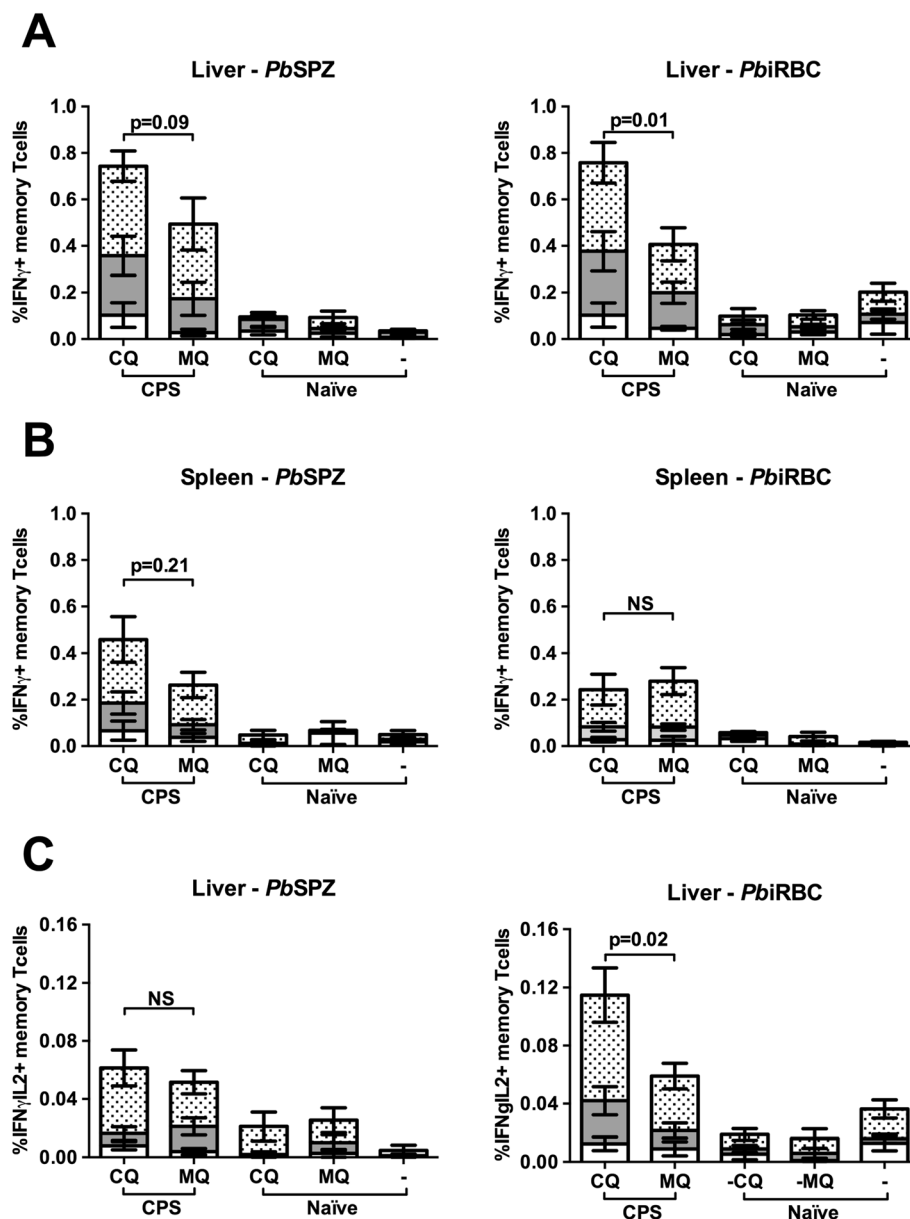 A
Liver - PbSPZ
%IFNγ+ memory Tcells
1.0
0.8
0.6
0.4
0.2
0.0
p=0.09
CQ MQ CQ MQ -
CPS Naïve
Liver - PbiRBC
%IFNγ+ memory Tcells
1.0
0.8
0.6
0.4
0.2
0.0
p=0.01
CQ MQ CQ MQ -
CPS Naïve
B
Spleen - PbSPZ
%IFNγ+ memory Tcells
1.0
0.8
0.6
0.4
0.2
0.0
p=0.21
CQ MQ CQ MQ -
CPS Naïve
Spleen - PbiRBC
%IFNγ+ memory Tcells
1.0
0.8
0.6
0.4
0.2
0.0
NS
CQ MQ CQ MQ -
CPS Naïve
C
Liver - PbSPZ
%IFNγIL2+ memory Tcells
0.16
0.12
0.08
0.04
0.00
NS
CQ MQ CQ MQ -
CPS Naïve
Liver - PbiRBC
%IFNgIL2+ memory Tcells
0.16
0.12
0.08
0.04
0.00
p=0.02
CQ MQ -CQ -MQ -
CPS Naïve